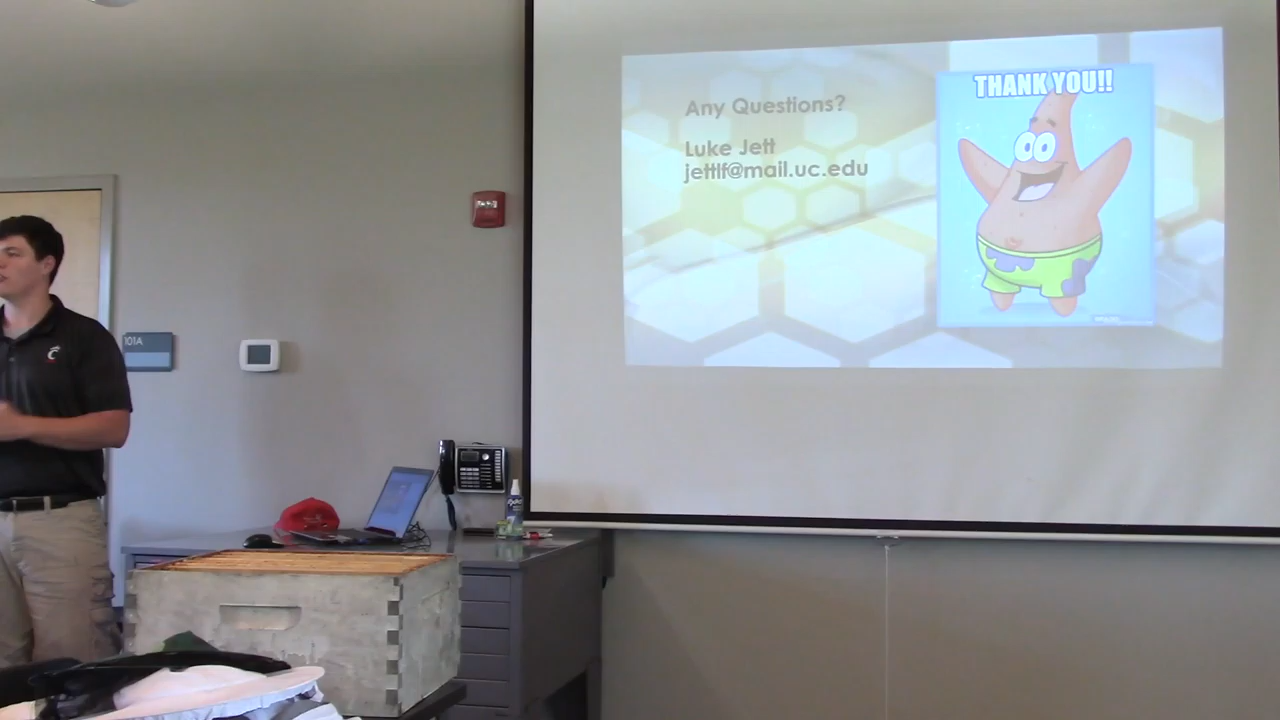 THANK YOU!!
Any Questions?
Luke Jett
jettlf@mail.uc.edu
101A